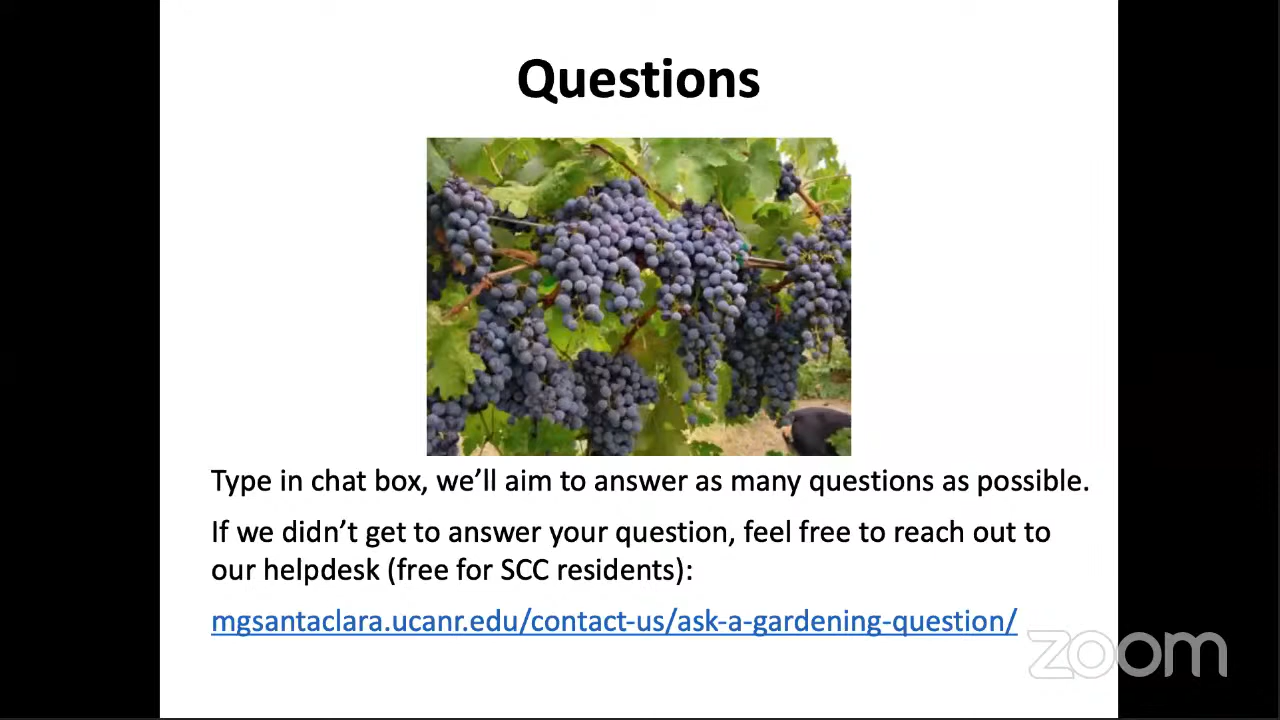 Questions
Type in chat box, we’ll aim to answer as many questions as possible.
If we didn’t get to answer your question, feel free to reach out to
our helpdesk (free for SCC residents):
mgsantaclara.ucanr.edu/contact-us/ask-a-gardening-question/
zoom